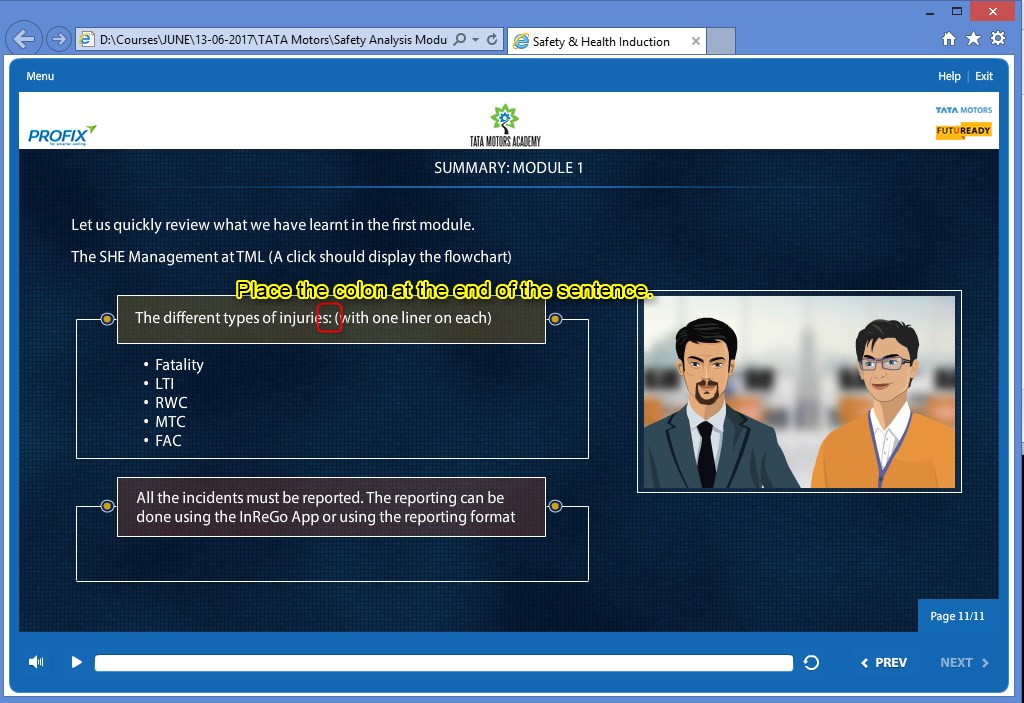 D:\Courses\JUNE\13-06-2017\TATA Motors\Safety Analysis Modu
Safety & Health Induction
Menu
Help | Exit
PROFIX
TATA MOTORS ACADEMY
TATA MOTORS
FUTUREADY
SUMMARY: MODULE 1
Let us quickly review what we have learnt in the first module.
The SHE Management at TML (A click should display the flowchart)
Place the colon at the end of the sentence.
The different types of injuries: (with one liner on each)
• Fatality
• LTI
• RWC
• MTC
• FAC
All the incidents must be reported. The reporting can be
done using the InReGo App or using the reporting format
Page 11/11
PREV
NEXT